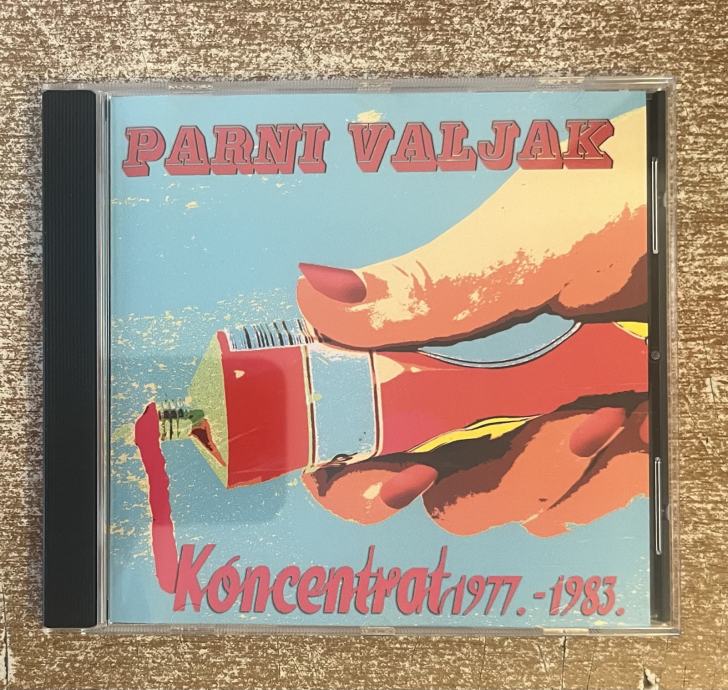 PARNI VALJAK
Koncentrat 1977. - 1983.